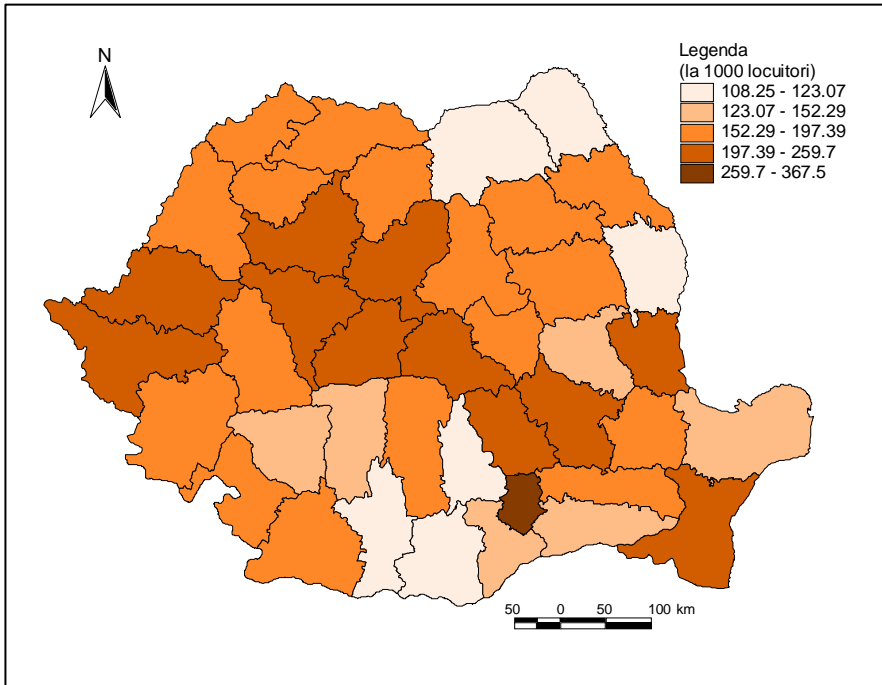 N
Legenda
(la 1000 locuitori)
108.25 - 123.07
123.07 - 152.29
152.29 - 197.39
197.39 - 259.7
259.7 - 367.5
50 0 50 100 km